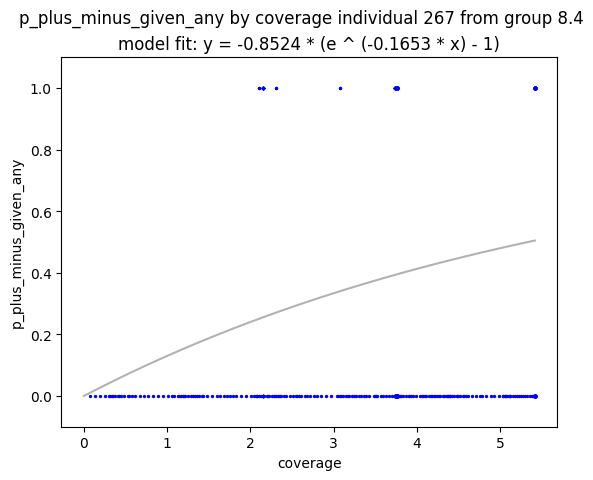 p_plus_minus_given_any by coverage individual 267 from group 8.4
model fit: y = -0.8524 * (e ^ (-0.1653 * x) - 1)
1.0
0.8
0.6
0.4
0.2
0.0
p_plus_minus_given_any
0 1 2 3 4 5
coverage